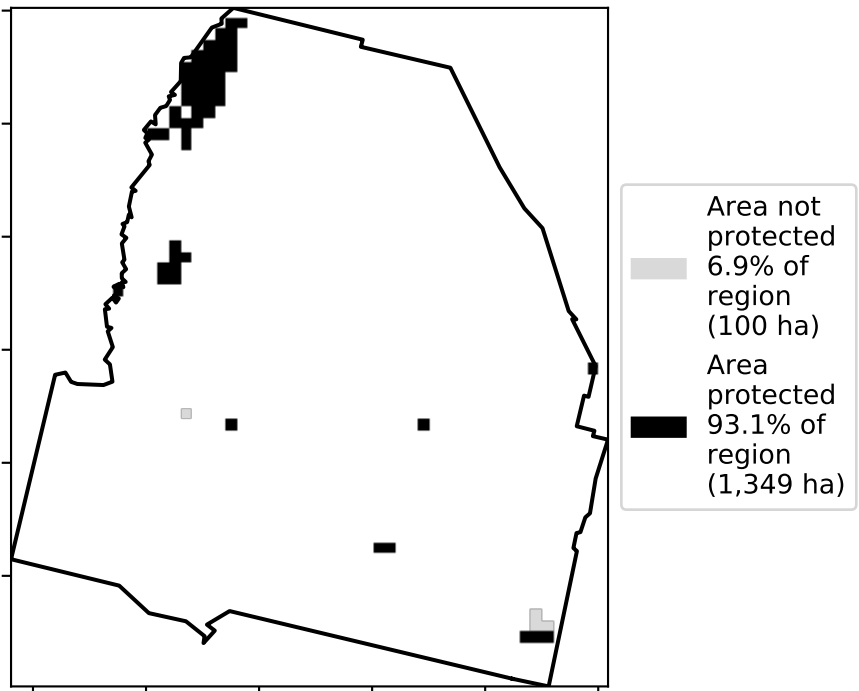 Area not
protected
6.9% of
region
(100 ha)
Area
protected
93.1% of
region
(1,349 ha)